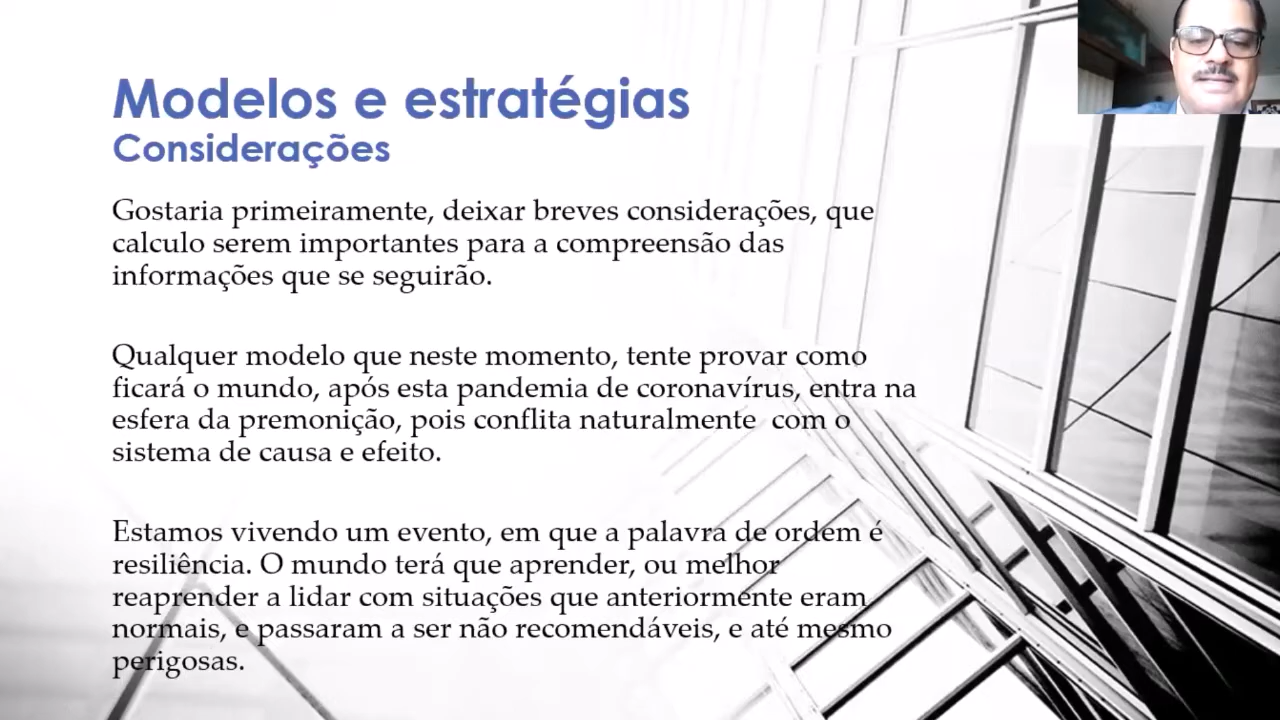 Modelos e estratégias
Considerações
Gostaria primeiramente, deixar breves considerações, que
calculo serem importantes para a compreensão das
informações que se seguirão.
Qualquer modelo que neste momento, tente provar como
ficará o mundo, após esta pandemia de coronavírus, entra na
esfera da premonição, pois conflita naturalmente com o
sistema de causa e efeito.
Estamos vivendo um evento, em que a palavra de ordem é
resiliência. O mundo terá que aprender, ou melhor
reaprender a lidar com situações que anteriormente eram
normais, e passaram a ser não recomendáveis, e até mesmo
perigosas.